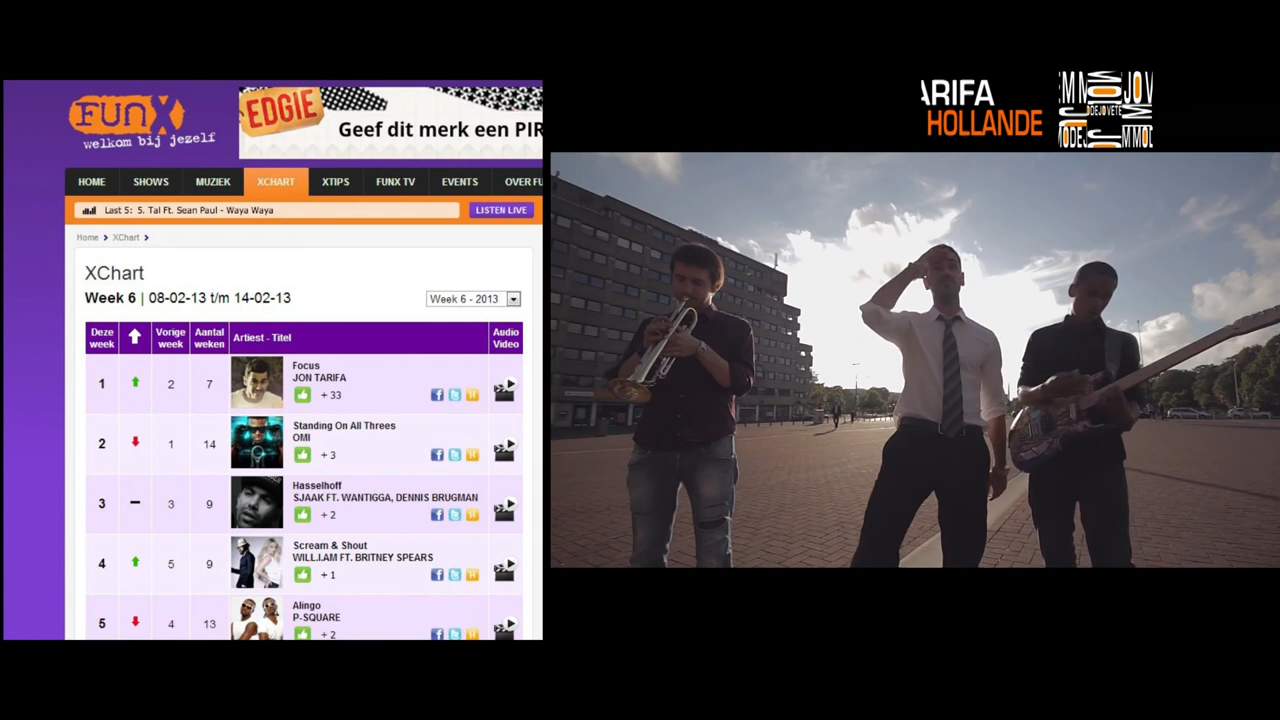 FunX
welkom bij jezelf
EDGIE
Geef dit merk een PIR
HOME SHOWS MUZIEK XCHART XTIPS FUNX TV EVENTS OVER FU
Last 5: 5. Tal Ft. Sean Paul - Waya Waya
LISTEN LIVE
Home XChart
XChart
Week 6 | 08-02-13 t/m 14-02-13
Week 6 - 2013
Deze week Vorige week Aantal weken Artiest - Titel Audio Video
1 2 7
Focus
JON TARIFA
+ 33
2 1 14
Standing On All Threes
OMI
+ 3
3 3 9
Hasselhoff
SJAAK FT. WANTIGGA, DENNIS BRUGMAN
+ 2
4 5 9
Scream & Shout
WILL.I.AM FT. BRITNEY SPEARS
+ 1
5 4 13
Alingo
P-SQUARE
+ 2
ARIFA
HOLLANDE